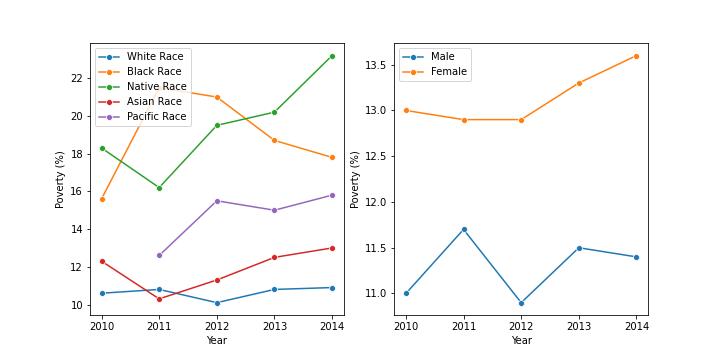 White Race
Black Race
Native Race
Asian Race
Pacific Race
22
20
18
16
14
12
10
Poverty (%)
2010 2011 2012 2013 2014
Year
Male
Female
13.5
13.0
12.5
12.0
11.5
11.0
Poverty (%)
2010 2011 2012 2013 2014
Year